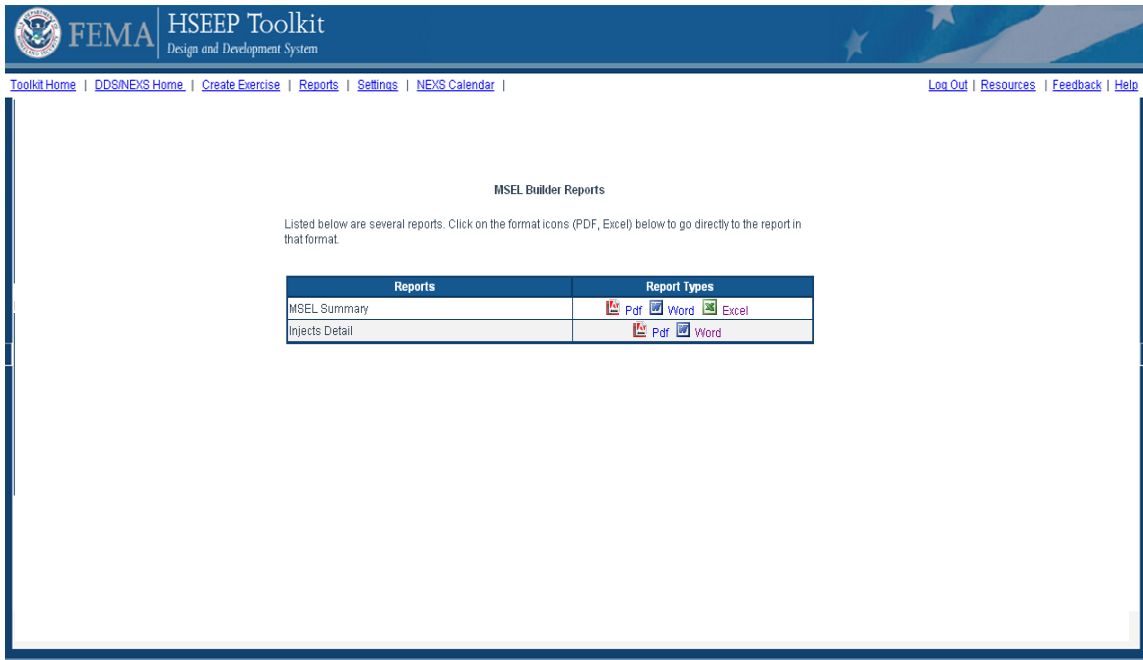 FEMA
HSEEP Toolkit
Design and Development System
Toolkit Home | DDS/NEXS Home | Create Exercise | Reports | Settings | NEXS Calendar |
Log Out | Resources | Feedback | Help
MSEL Builder Reports
Listed below are several reports. Click on the format icons (PDF, Excel) below to go directly to the report in
that format.
Reports Report Types
MSEL Summary Pdf Word Excel
Injects Detail Pdf Word